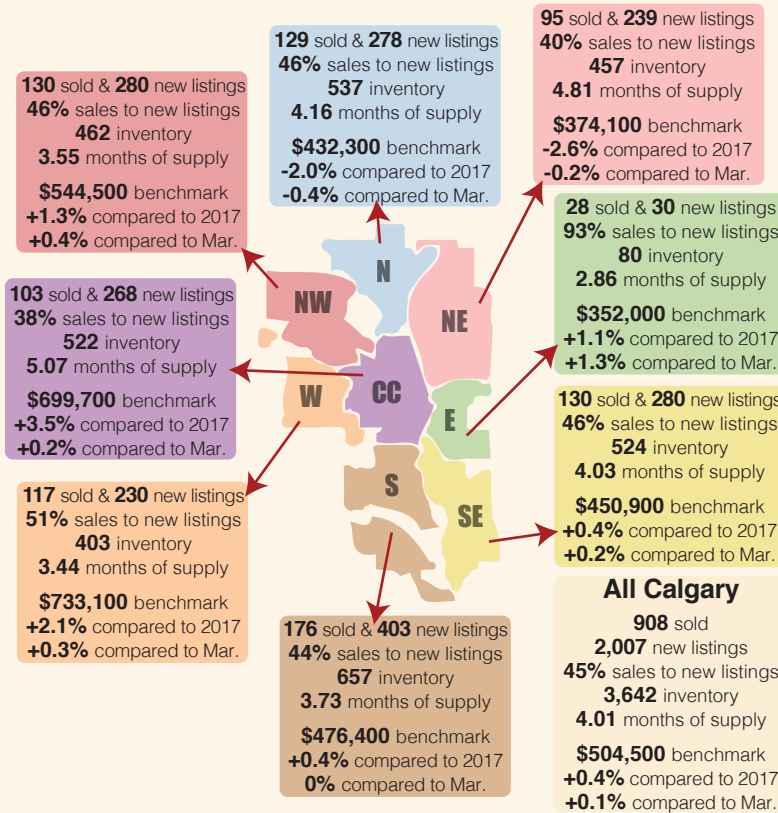 130 sold & 280 new listings
46% sales to new listings
462 inventory
3.55 months of supply
$544,500 benchmark
+1.3% compared to 2017
+0.4% compared to Mar.
129 sold & 278 new listings
46% sales to new listings
537 inventory
4.16 months of supply
$432,300 benchmark
-2.0% compared to 2017
-0.4% compared to Mar.
95 sold & 239 new listings
40% sales to new listings
457 inventory
4.81 months of supply
$374,100 benchmark
-2.6% compared to 2017
-0.2% compared to Mar.
28 sold & 30 new listings
93% sales to new listings
80 inventory
2.86 months of supply
$352,000 benchmark
+1.1% compared to 2017
+1.3% compared to Mar.
103 sold & 268 new listings
38% sales to new listings
522 inventory
5.07 months of supply
$699,700 benchmark
+3.5% compared to 2017
+0.2% compared to Mar.
N
NW
NE
W
CC
E
S
SE
130 sold & 280 new listings
46% sales to new listings
524 inventory
4.03 months of supply
$450,900 benchmark
+0.4% compared to 2017
+0.2% compared to Mar.
117 sold & 230 new listings
51% sales to new listings
403 inventory
3.44 months of supply
$733,100 benchmark
+2.1% compared to 2017
+0.3% compared to Mar.
176 sold & 403 new listings
44% sales to new listings
657 inventory
3.73 months of supply
$476,400 benchmark
+0.4% compared to 2017
0% compared to Mar.
All Calgary
908 sold
2,007 new listings
45% sales to new listings
3,642 inventory
4.01 months of supply
$504,500 benchmark
+0.4% compared to 2017
+0.1% compared to Mar.